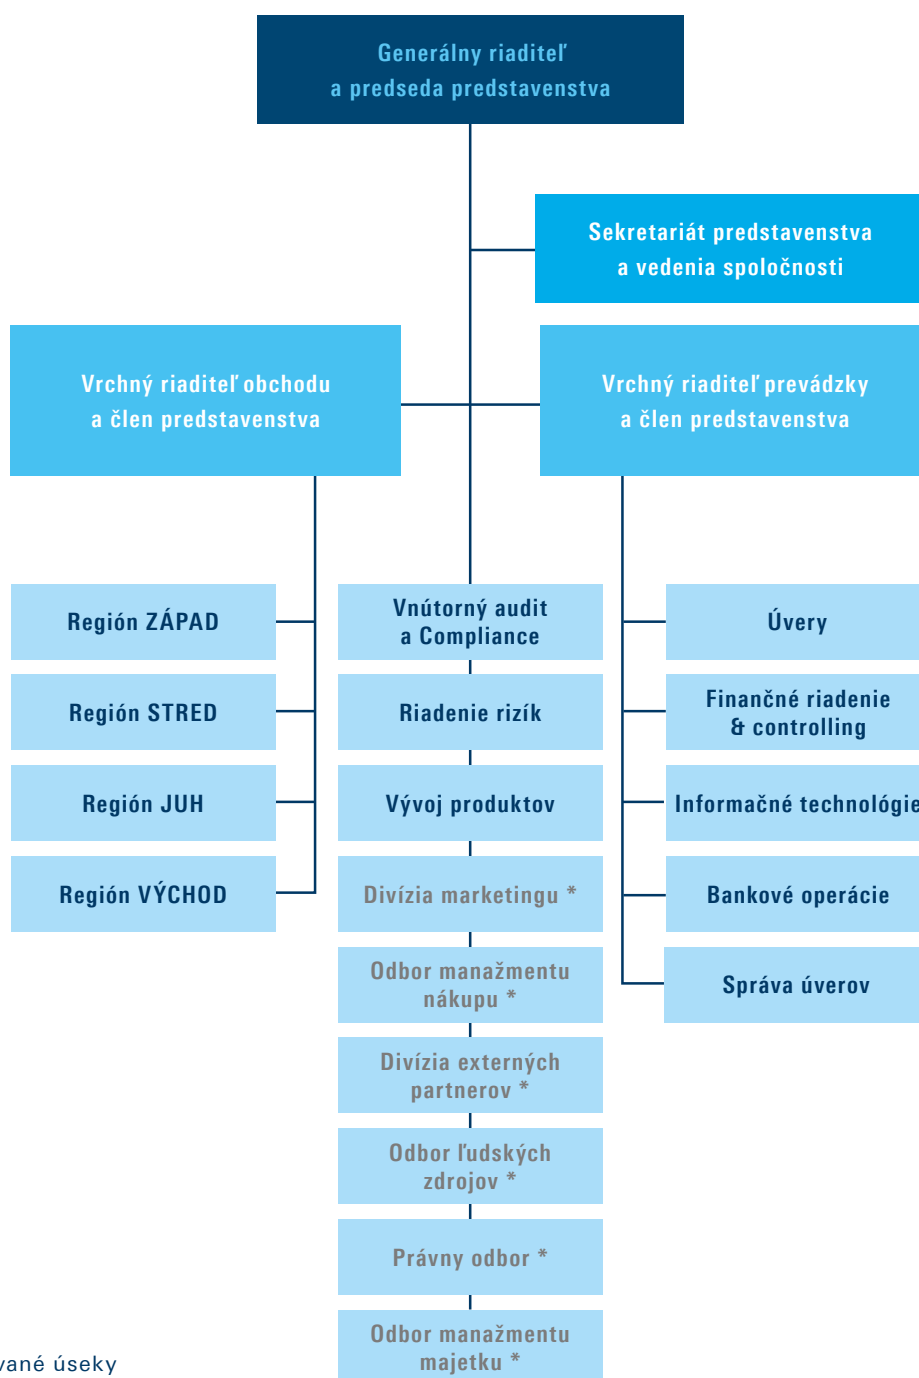 Generálny riaditeľ
a predseda predstavenstva
Sekretariát predstavenstva
a vedenia spoločnosti
Vrchný riaditeľ obchodu
a člen predstavenstva
Vrchný riaditeľ prevádzky
a člen predstavenstva
Región ZÁPAD
Región STRED
Región JUH
Región VÝCHOD
Vnútorný audit
a Compliance
Riadenie rizík
Vývoj produktov
Divízia marketingu *
Odbor manažmentu
nákupu *
Divízia externých
partnerov *
Odbor ľudských
zdrojov *
Právny odbor *
Odbor manažmentu
majetku *
Úvery
Finančné riadenie
& controlling
Informačné technológie
Bankové operácie
Správa úverov
úseky